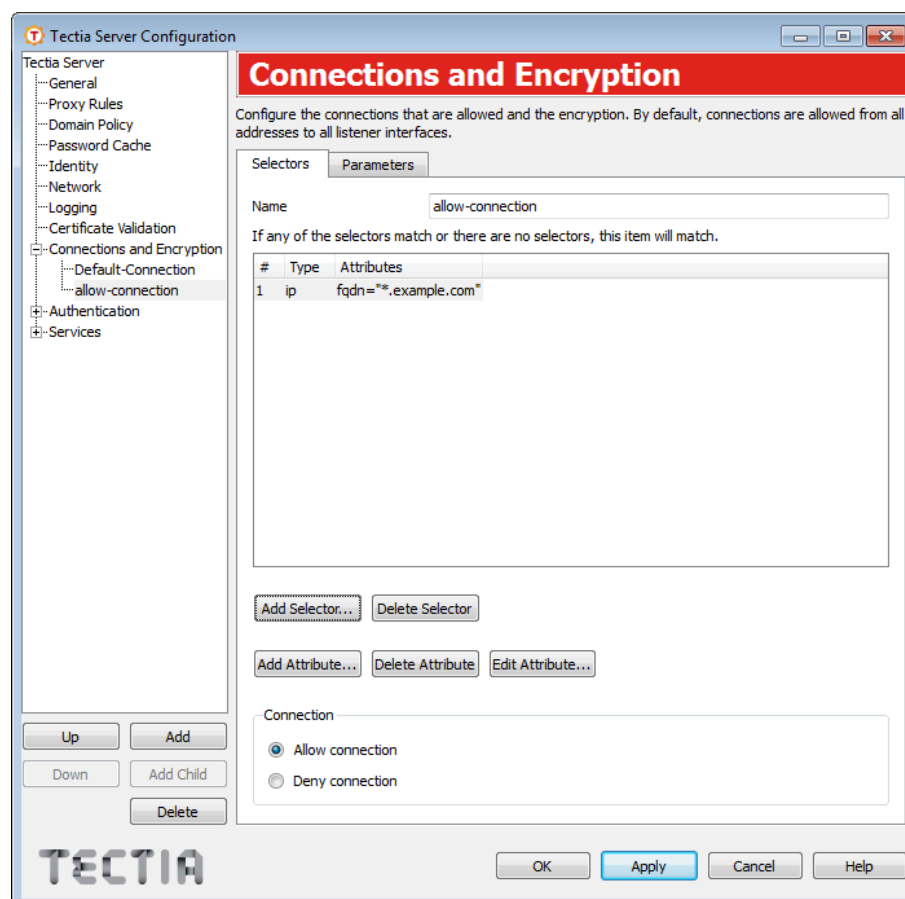 Tectia Server Configuration
Tectia Server
General
Proxy Rules
Domain Policy
Password Cache
Identity
Network
Logging
Certificate Validation
Connections and Encryption
Default-Connection
allow-connection
Authentication
Services
Up
Add
Down
Add Child
Delete
Connections and Encryption
Configure the connections that are allowed and the encryption. By default, connections are allowed from all
addresses to all listener interfaces.
Selectors
Parameters
Name
allow-connection
If any of the selectors match or there are no selectors, this item will match.
# Type Attributes
1 ip fqdn="*.example.com"
Add Selector...
Delete Selector
Add Attribute...
Delete Attribute
Edit Attribute...
Connection
Allow connection
Deny connection
TECTIA
OK
Apply
Cancel
Help